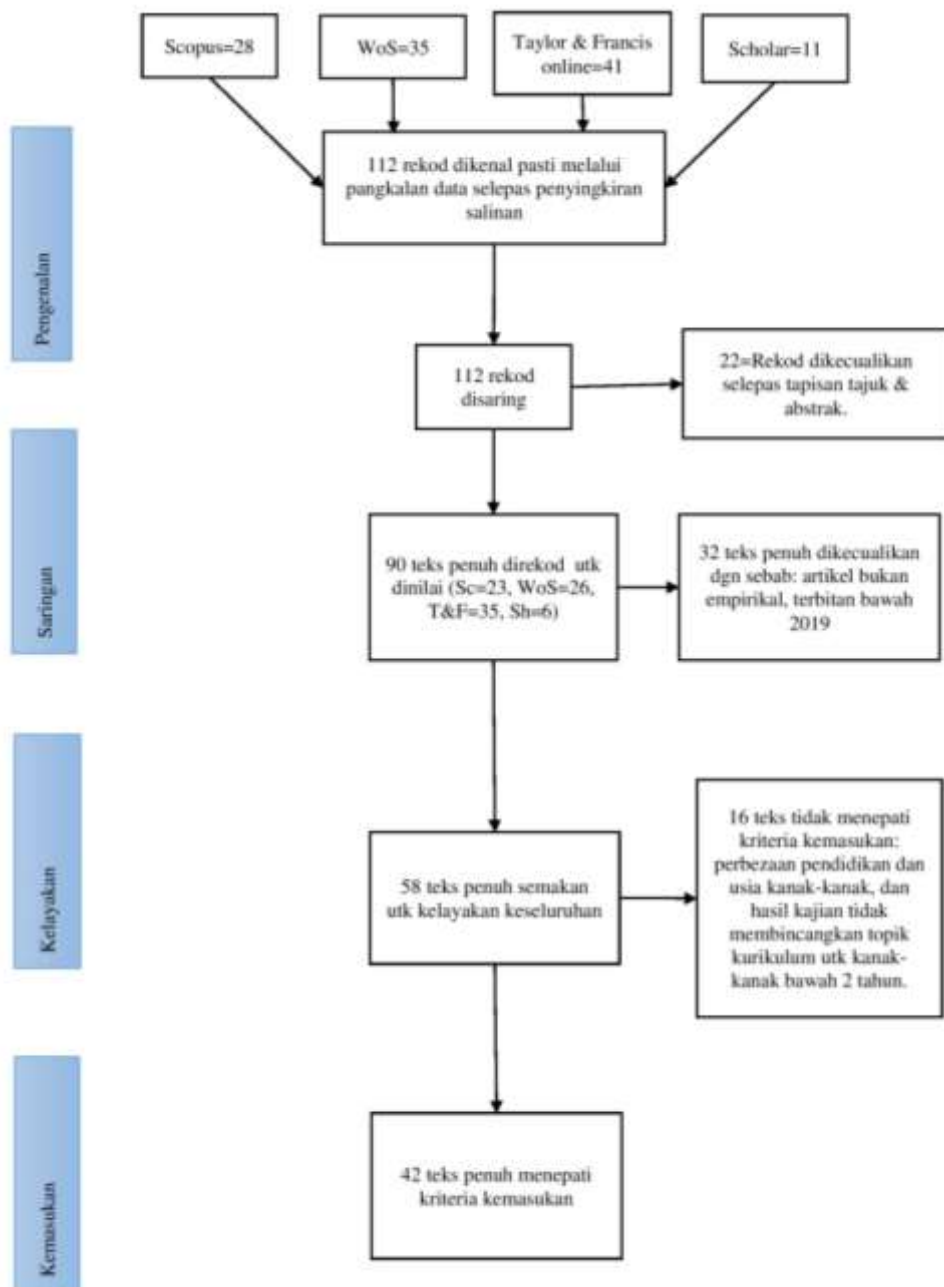 Scopus=28
WoS=35
Taylor & Francis
online=41
Scholar=11
Pengenalan
112 rekod dikenal pasti melalui
pangkalan data selepas penyingkiran
salinan
112 rekod
disaring
22=Rekod dikecualikan
selepas tapisan tajuk &
abstrak.
Saringan
90 teks penuh direkod utk
dinilai (Sc=23, WoS=26,
T&F=35, Sh=6)
32 teks penuh dikecualikan
dgn sebab: artikel bukan
empirikal, terbitan bawah
2019
Kelayakan
58 teks penuh semakan
utk kelayakan keseluruhan
16 teks tidak menepati
kriteria kemasukan:
perbezaan pendidikan dan
usia kanak-kanak, dan
hasil kajian tidak
membincangkan topik
kurikulum utk kanak-
kanak bawah 2 tahun.
Kemasukan
42 teks penuh menepati
kriteria kemasukan